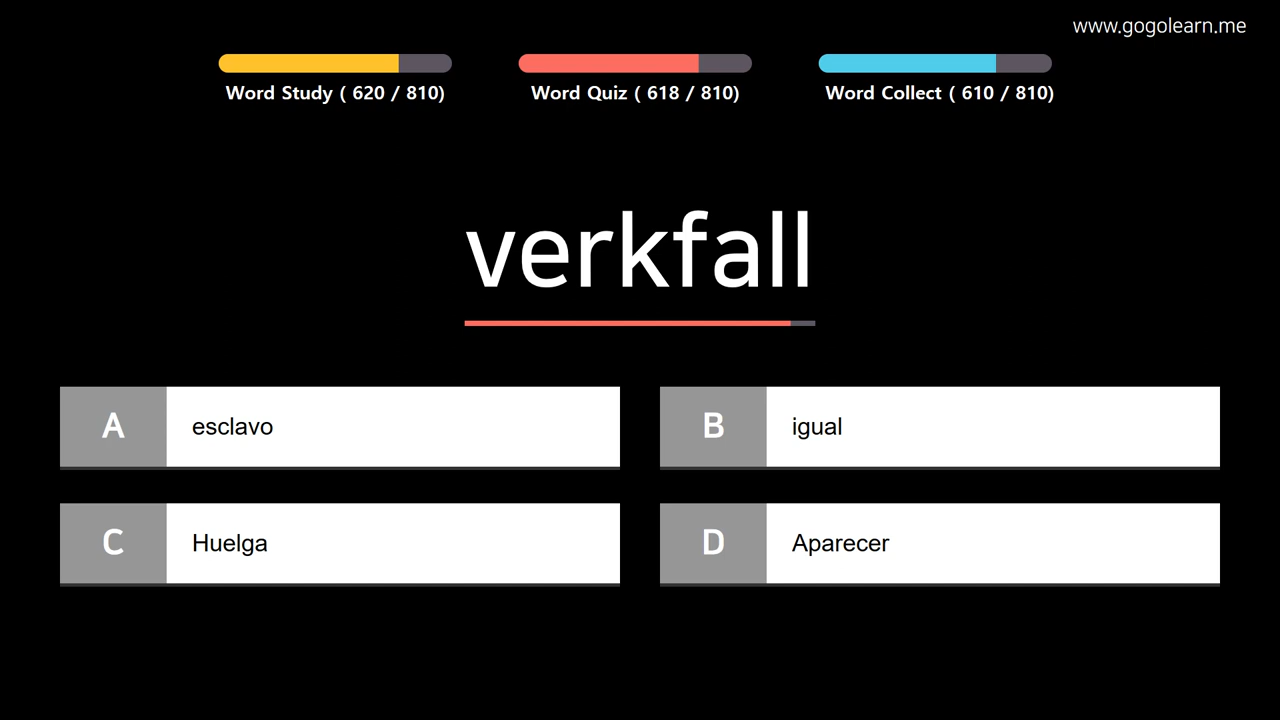 www.gogolearn.me
Word Study ( 620 / 810)
Word Quiz ( 618 / 810)
Word Collect ( 610 / 810)
verkfall
A esclavo
B igual
C Huelga
D Aparecer